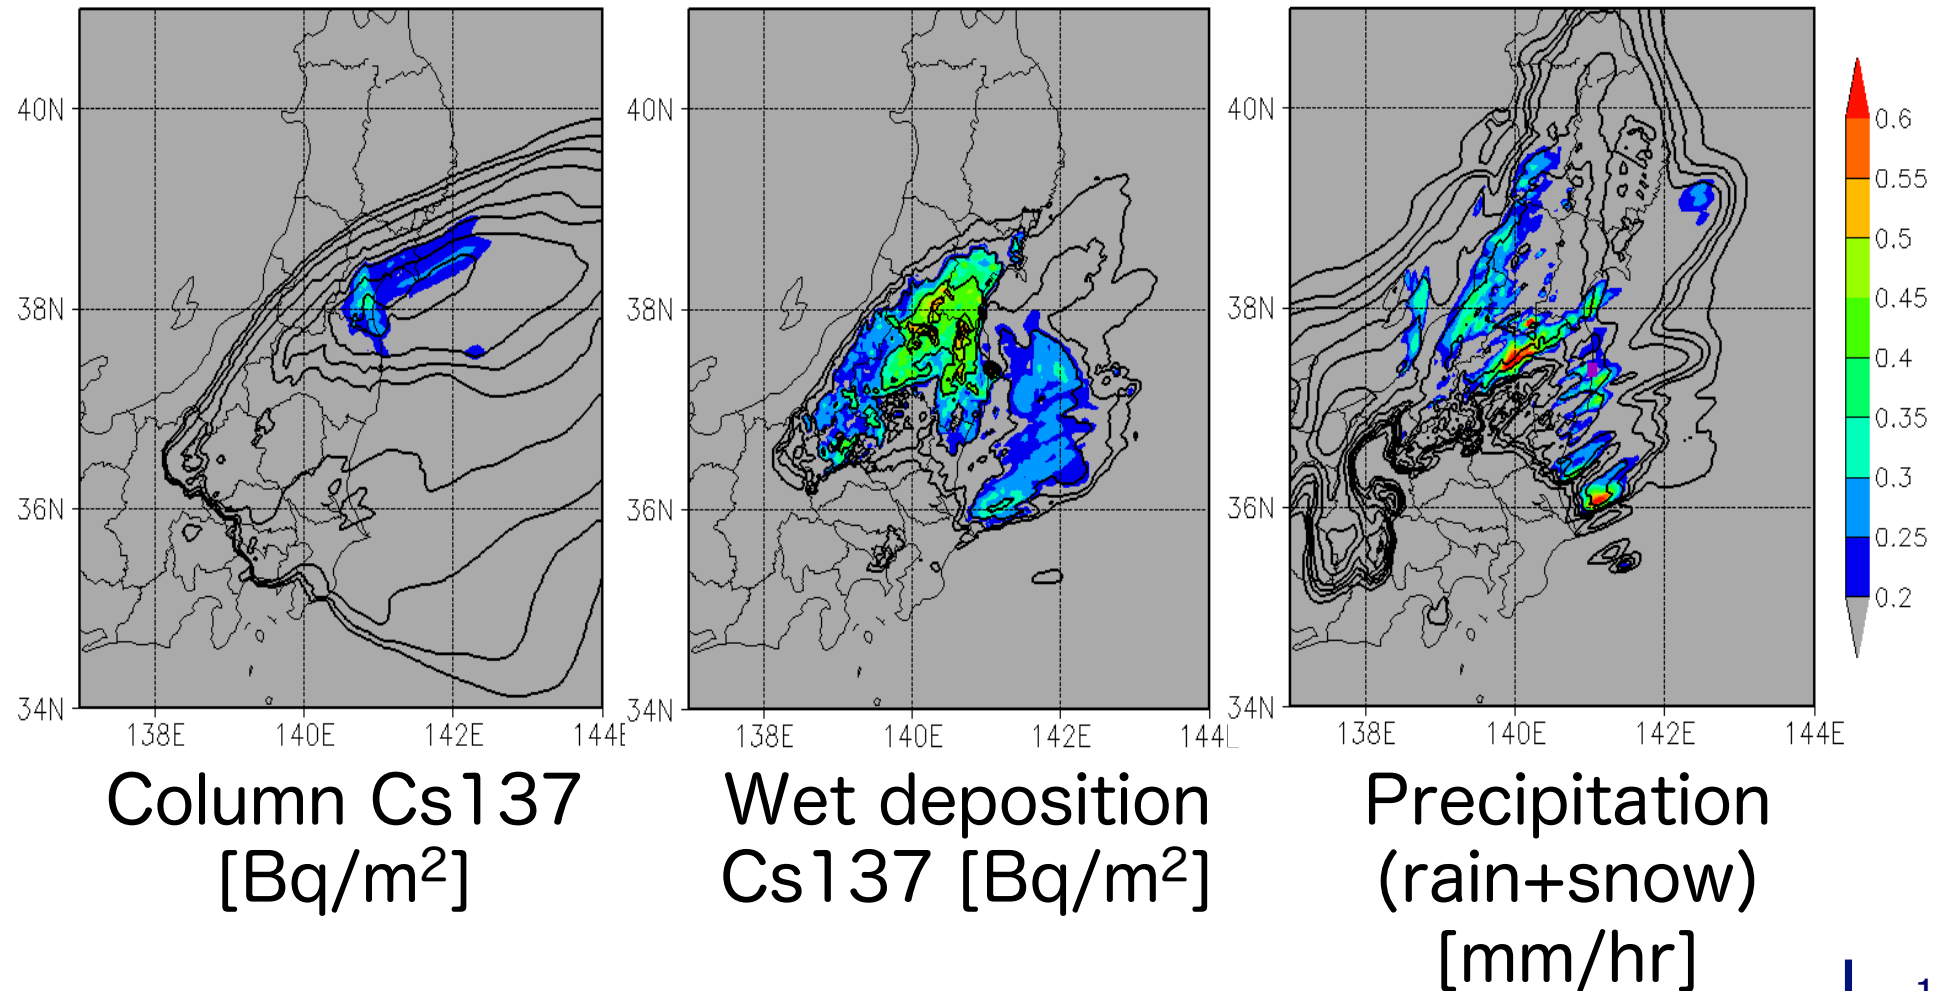 40N
38N
36N
34N
138E
140E
142E
144E
40N
38N
36N
34N
138E
140E
142E
144E
40N
38N
36N
34N
138E
140E
142E
144E
0.6
0.55
0.5
0.45
0.4
0.35
0.3
0.25
0.2
Column Cs137
[Bq/m²]
Wet deposition
Cs137 [Bq/m²]
Precipitation
(rain+snow)
[mm/hr]